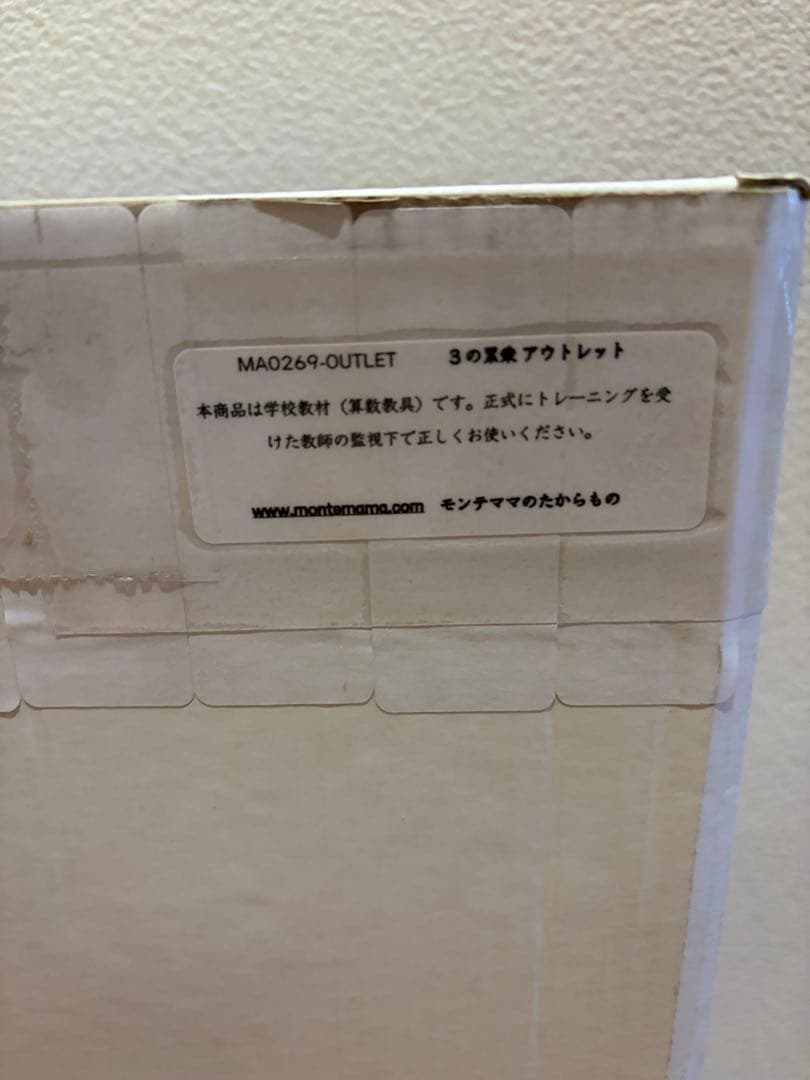 MA0269-OUTLET　3の累乗 アウトレット
本商品は学校教材（算数教具）です。正式にトレーニングを受
けた教師の監視下で正しくお使いください。
www.montemama.com　モンテママのたからもの